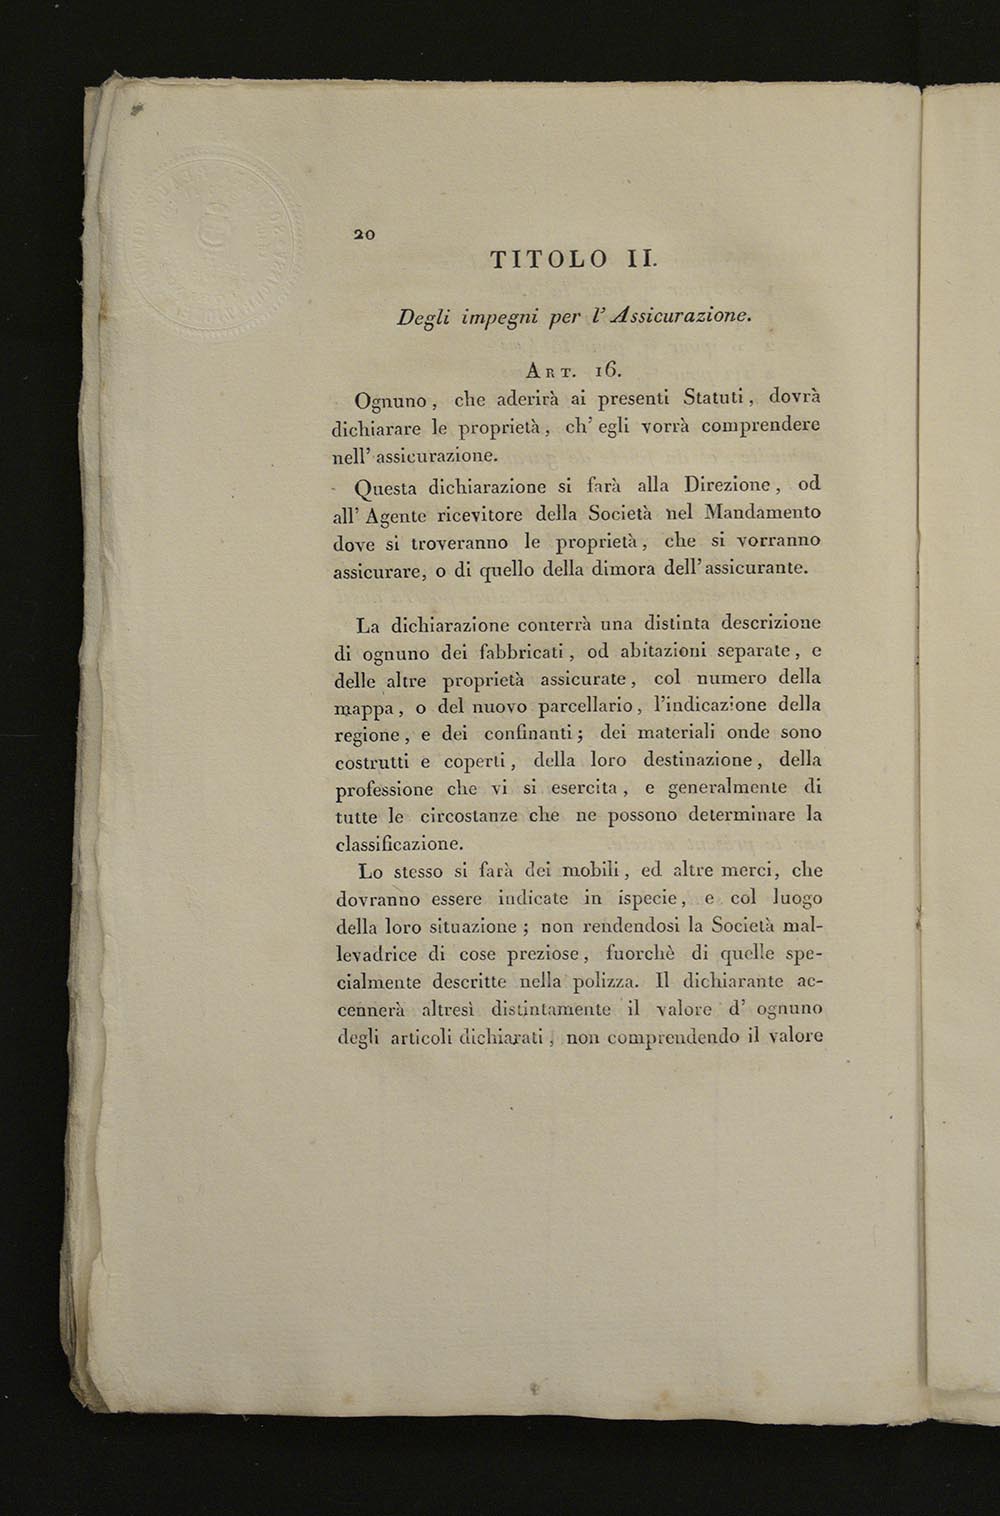 20
TITOLO II.
Degli impegni per l'Assicurazione.
ART. 16.
Ognuno, che aderirà ai presenti Statuti, dovrà
dichiarare le proprietà, ch' egli vorrà comprendere
nell' assicurazione.
Questa dichiarazione si farà alla Direzione, od
all' Agente ricevitore della Società nel Mandamento
dove si troveranno le proprietà, che si vorranno
assicurare, o di quello della dimora dell' assicurante.
La dichiarazione conterrà una distinta descrizione
di ognuno dei fabbricati, od abitazioni separate, e
delle altre proprietà assicurate, col numero della
mappa, o del nuovo parcellario, l'indicazione della
regione, e dei confinanti; dei materiali onde sono
costrutti e coperti, della loro destinazione, della
professione che vi si esercita, e generalmente di
tutte le circostanze che ne possono determinare la
classificazione.
Lo stesso si farà dei mobili, ed altre merci, che
dovranno essere indicate in ispecie, e col luogo
della loro situazione; non rendendosi la Società mal-
levadrice di cose preziose, fuorchè di quelle spe-
cialmente descritte nella polizza. Il dichiarante ac-
cennerà altresì distintamente il valore d' ognuno
degli articoli dichiarati, non comprendendo il valore